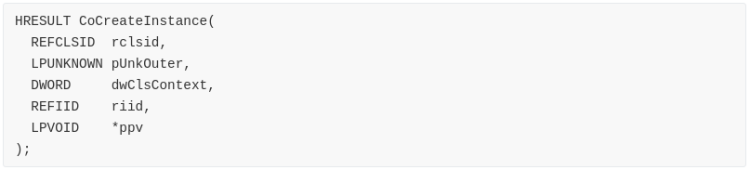 HRESULT CoCreateInstance(
  REFCLSID  rclsid,
  LPUNKNOWN pUnkOuter,
  DWORD     dwClsContext,
  REFIID    riid,
  LPVOID    *ppv
);